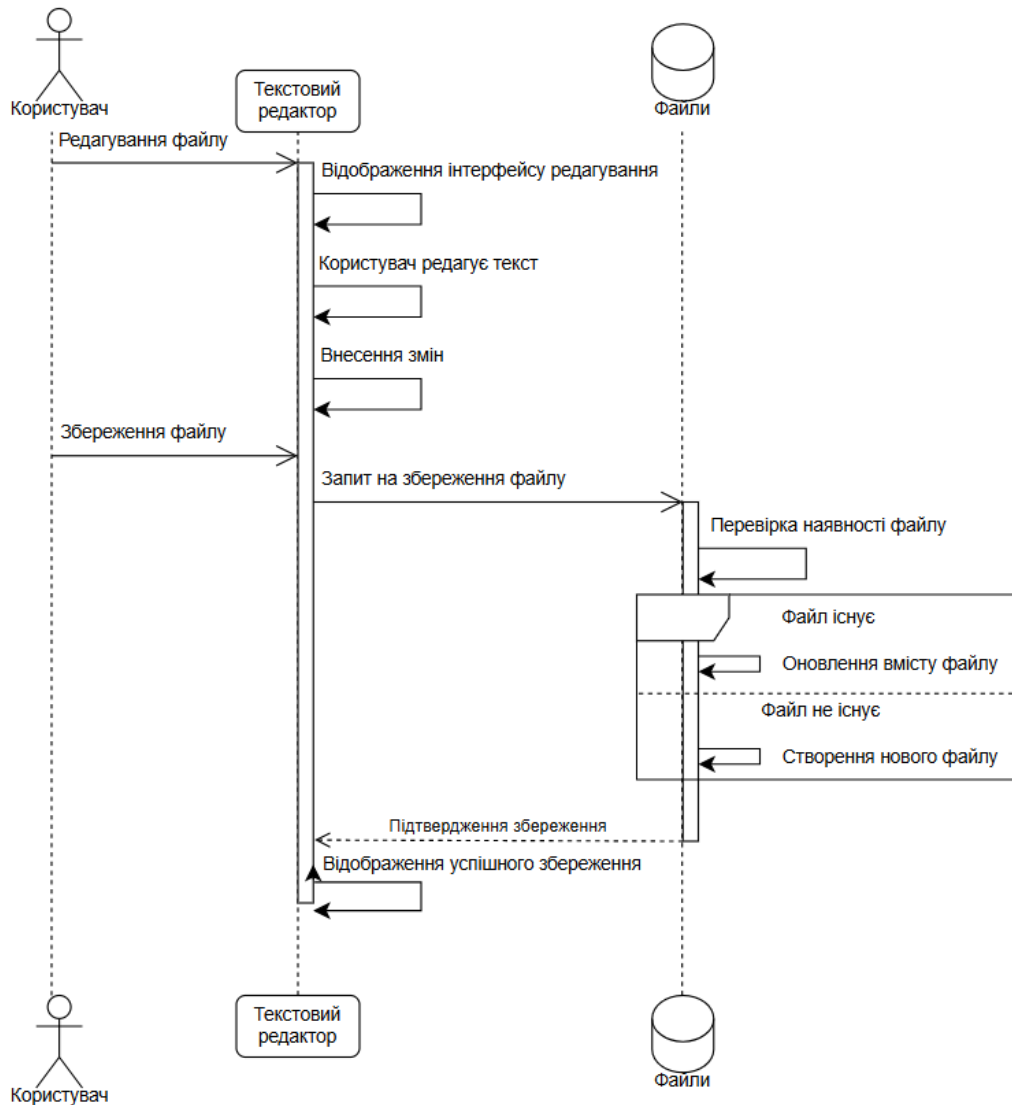 Користувач
Текстовий
редактор
Файли
Редагування файлу
Відображення інтерфейсу редагування
Користувач редагує текст
Внесення змін
Збереження файлу
Запит на збереження файлу
Перевірка наявності файлу
Файл існує
Оновлення вмісту файлу
Файл не існує
Створення нового файлу
Підтвердження збереження
Відображення успішного збереження
Текстовий
редактор
Файли
Користувач